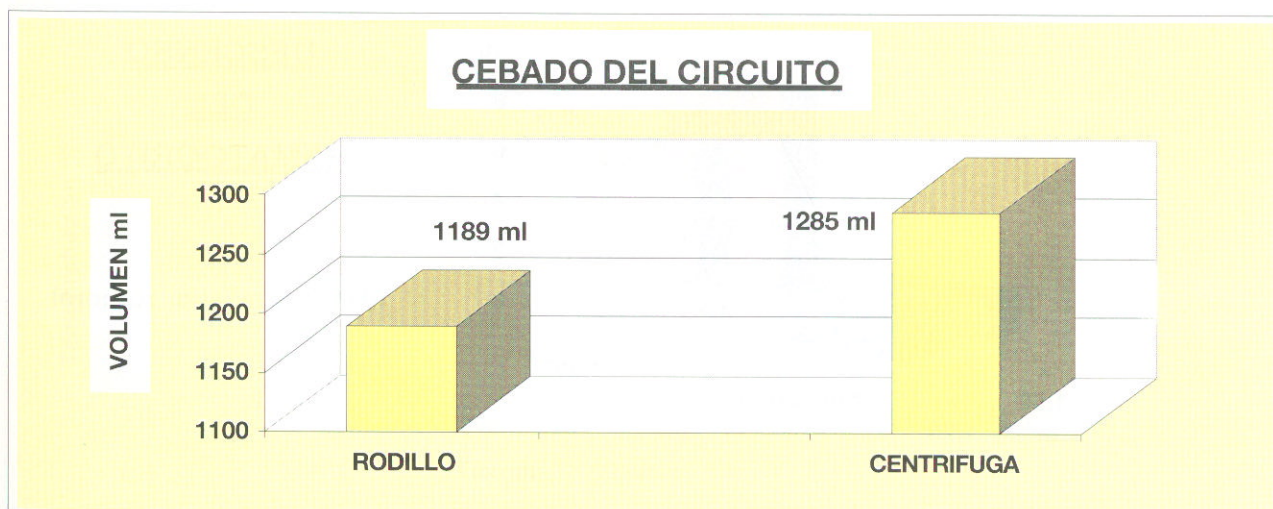 CEBADO DEL CIRCUITO
VOLUMEN ml
1300
1250
1200
1150
1100
1189 ml
1285 ml
RODILLO
CENTRIFUGA